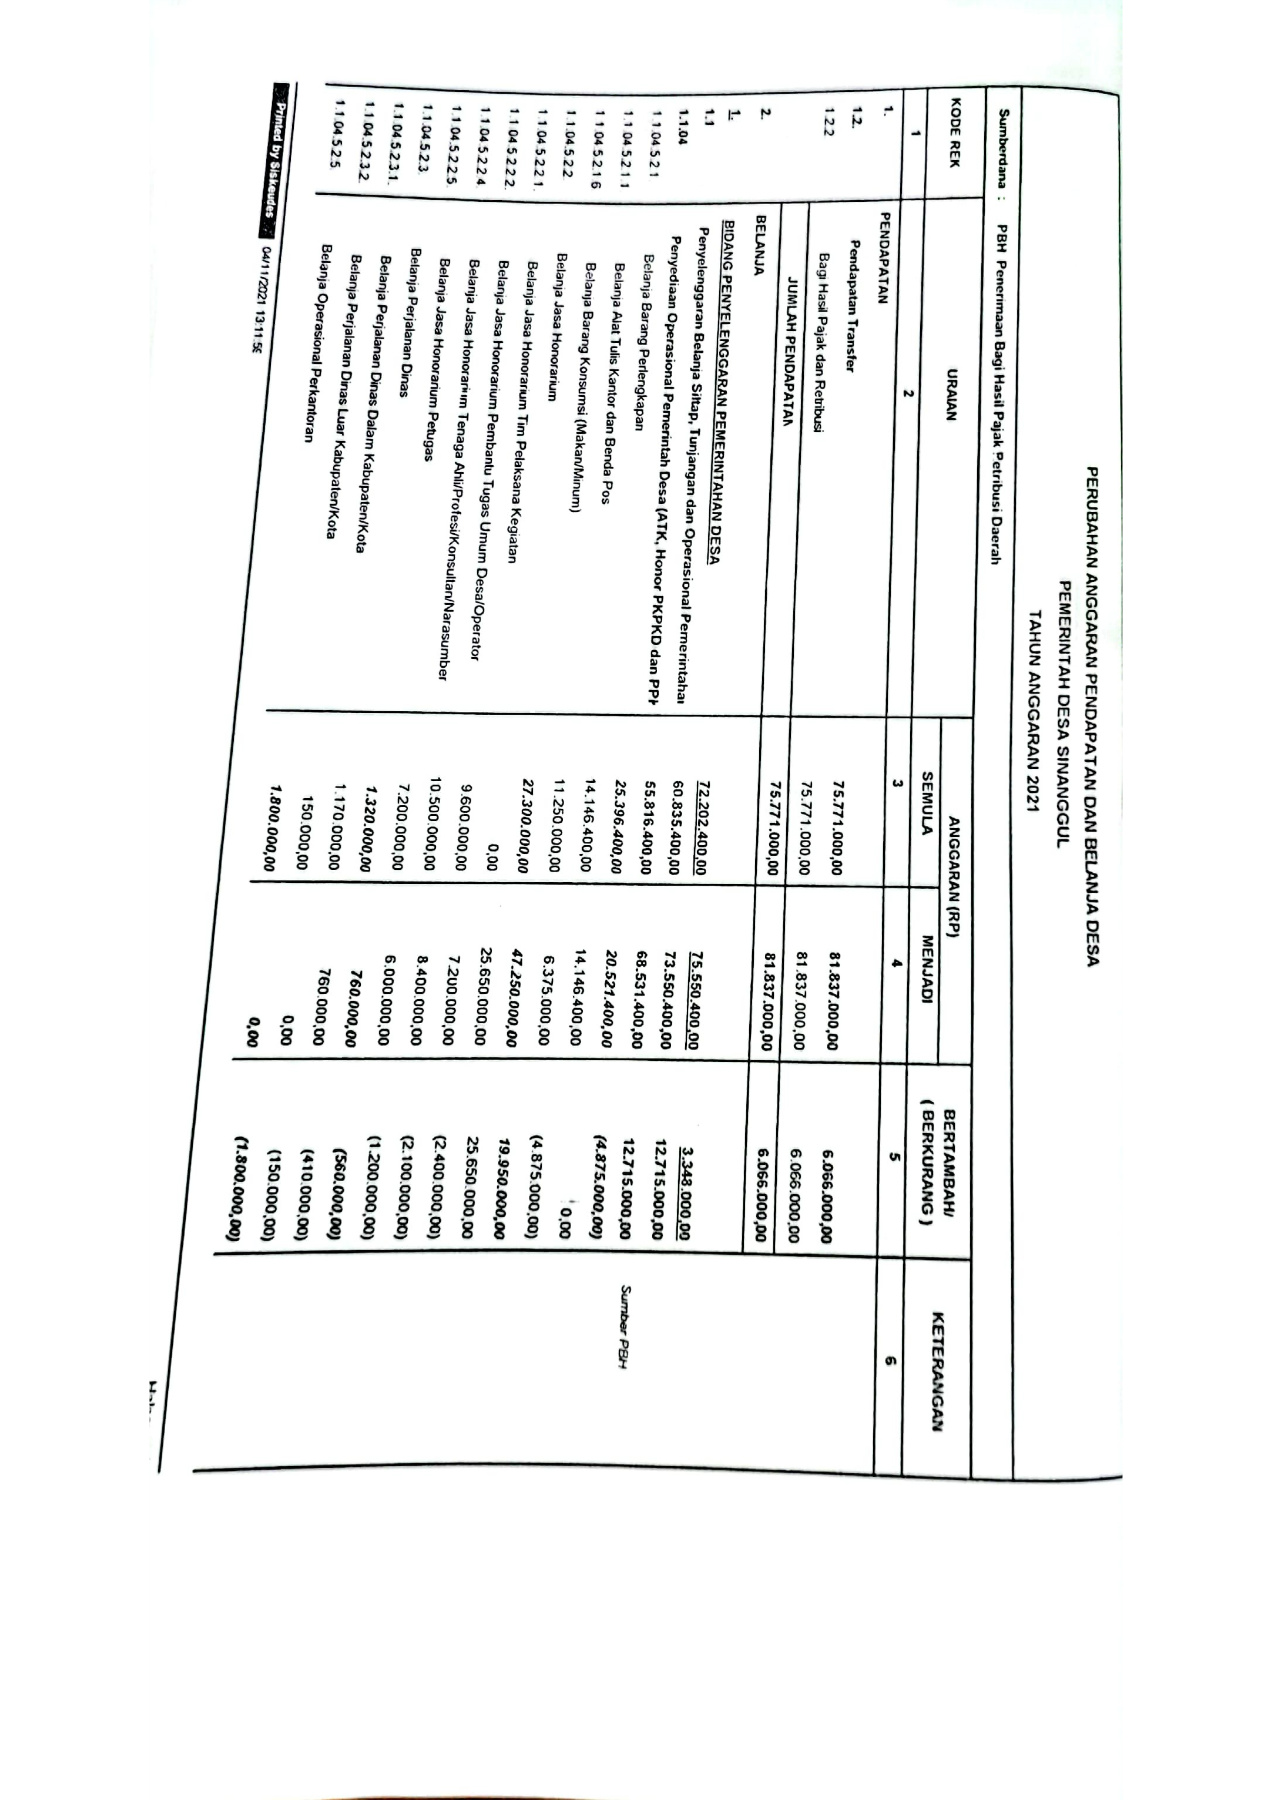 PERUBAHAN ANGGARAN PENDAPATAN DAN BELANJA DESA
PEMERINTAH DESA SINANGGUL
TAHUN ANGGARAN 2021
Sumberdana : PBH Penerimaan Bagi Hasil Pajak Retribusi Daerah
KODE REK URAIAN ANGGARAN (RP) BERTAMBAH/ ( BERKURANG ) KETERANGAN
SEMULA MENJADI
1 2 3 4 5 6
1. PENDAPATAN
1.2. Pendapatan Transfer 75.771.000,00 81.837.000,00 6.066.000,00
1.2.2 Bagi Hasil Pajak dan Retribusi 75.771.000,00 81.837.000,00 6.066.000,00
JUMLAH PENDAPATAN 75.771.000,00 81.837.000,00 6.066.000,00
2. BELANJA
1. BIDANG PENYELENGGARAN PEMERINTAHAN DESA 72.202.400,00 75.550.400,00 3.348.000,00
1.1 Penyelenggaran Belanja Siltap, Tunjangan dan Operasional Pemerintahan 60.835.400,00 73.550.400,00 12.715.000,00
1.1.04 Penyediaan Operasional Pemerintah Desa (ATK, Honor PKPKD dan PPK 55.816.400,00 68.531.400,00 12.715.000,00 Sumber PBH
1.1.04.5.2.1 Belanja Barang Perlengkapan 25.396.400,00 20.521.400,00 (4.875.000,00)
1.1.04.5.2.1.1 Belanja Alat Tulis Kantor dan Benda Pos 14.146.400,00 14.146.400,00 0,00
1.1.04.5.2.1.6 Belanja Barang Konsumsi (Makan/Minum) 11.250.000,00 6.375.000,00 (4.875.000,00)
1.1.04.5.2.2 Belanja Jasa Honorarium 27.300.000,00 47.250.000,00 19.950.000,00
1.1.04.5.2.2.1. Belanja Jasa Honorarium Tim Pelaksana Kegiatan 0,00 25.650.000,00 25.650.000,00
1.1.04.5.2.2.2. Belanja Jasa Honorarium Pembantu Tugas Umum Desa/Operator 9.600.000,00 7.200.000,00 (2.400.000,00)
1.1.04.5.2.2.4. Belanja Jasa Honorarium Tenaga Ahli/Profesi/Konsultan/Narasumber 10.500.000,00 8.400.000,00 (2.100.000,00)
1.1.04.5.2.2.5. Belanja Jasa Honorarium Petugas 7.200.000,00 6.000.000,00 (1.200.000,00)
1.1.04.5.2.3. Belanja Perjalanan Dinas 1.320.000,00 760.000,00 (560.000,00)
1.1.04.5.2.3.1. Belanja Perjalanan Dinas Dalam Kabupaten/Kota 1.170.000,00 760.000,00 (410.000,00)
1.1.04.5.2.3.2. Belanja Perjalanan Dinas Luar Kabupaten/Kota 150.000,00 0,00 (150.000,00)
1.1.04.5.2.5. Belanja Operasional Perkantoran 1.800.000,00 0,00 (1.800.000,00)
Printed by Siskeudes 04/11/2021 13:11:56